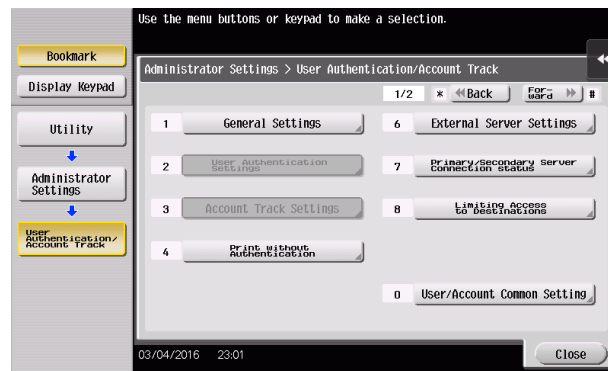 Use the menu buttons or keypad to make a selection.
Bookmark
Display Keypad
Utility
Administrator
Settings
User
Authentication/
Account Track
Administrator Settings > User Authentication/Account Track
1/2 * Back For-
ward #
1 General Settings
2 User Authentication
Settings
3 Account Track Settings
4 Print without
Authentication
6 External Server Settings
7 Primary/Secondary Server
Connection status
8 Limiting Access
to Destinations
0 User/Account Common Setting
03/04/2016 23:01
Close